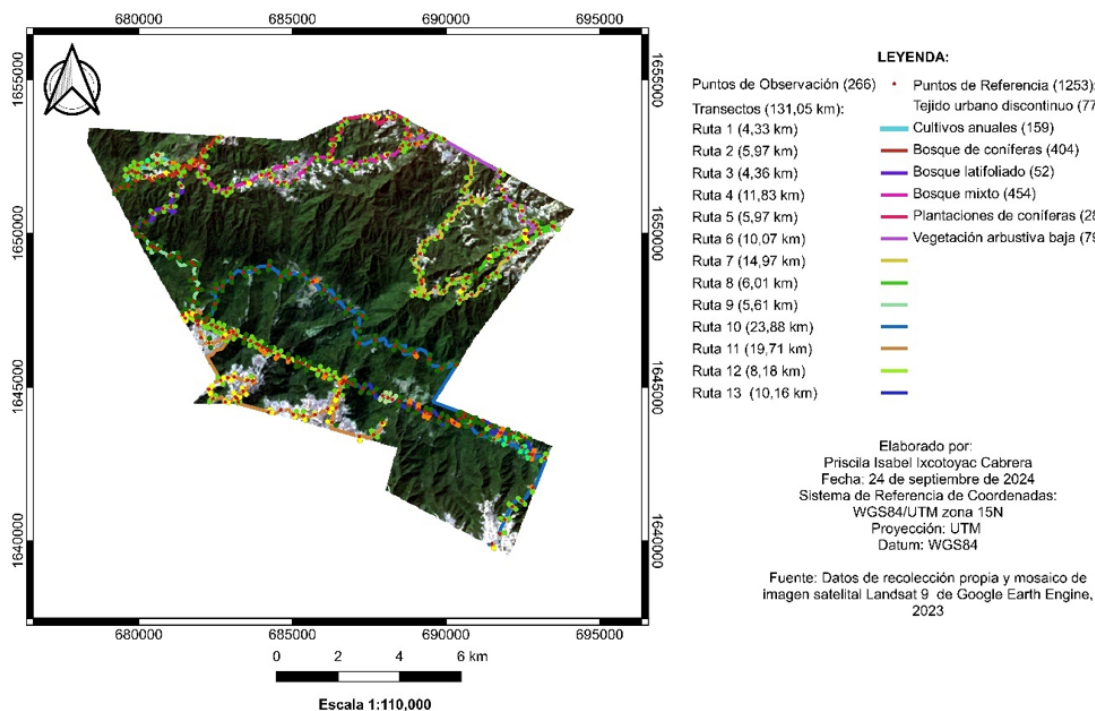 680000 685000 690000 695000
1655000 1655000
1650000 1650000
1645000 1645000
1640000 1640000
680000 685000 690000 695000
0 2 4 6 km
Escala 1:110,000
LEYENDA:
Puntos de Observación (266)
Transectos (131,05 km):
Ruta 1 (4,33 km)
Ruta 2 (5,97 km)
Ruta 3 (4,36 km)
Ruta 4 (11,83 km)
Ruta 5 (5,97 km)
Ruta 6 (10,07 km)
Ruta 7 (14,97 km)
Ruta 8 (6,01 km)
Ruta 9 (5,61 km)
Ruta 10 (23,88 km)
Ruta 11 (19,71 km)
Ruta 12 (8,18 km)
Ruta 13 (10,16 km)
Puntos de Referencia (1253):
Tejido urbano discontinuo (77
Cultivos anuales (159)
Bosque de coníferas (404)
Bosque latifoliado (52)
Bosque mixto (454)
Plantaciones de coníferas (28
Vegetación arbustiva baja (79
Elaborado por:
Priscila Isabel Ixcotoyac Cabrera
Fecha: 24 de septiembre de 2024
Sistema de Referencia de Coordenadas:
WGS84/UTM zona 15N
Proyección: UTM
Datum: WGS84
Fuente: Datos de recolección propia y mosaico de
imagen satelital Landsat 9 de Google Earth Engine,
2023